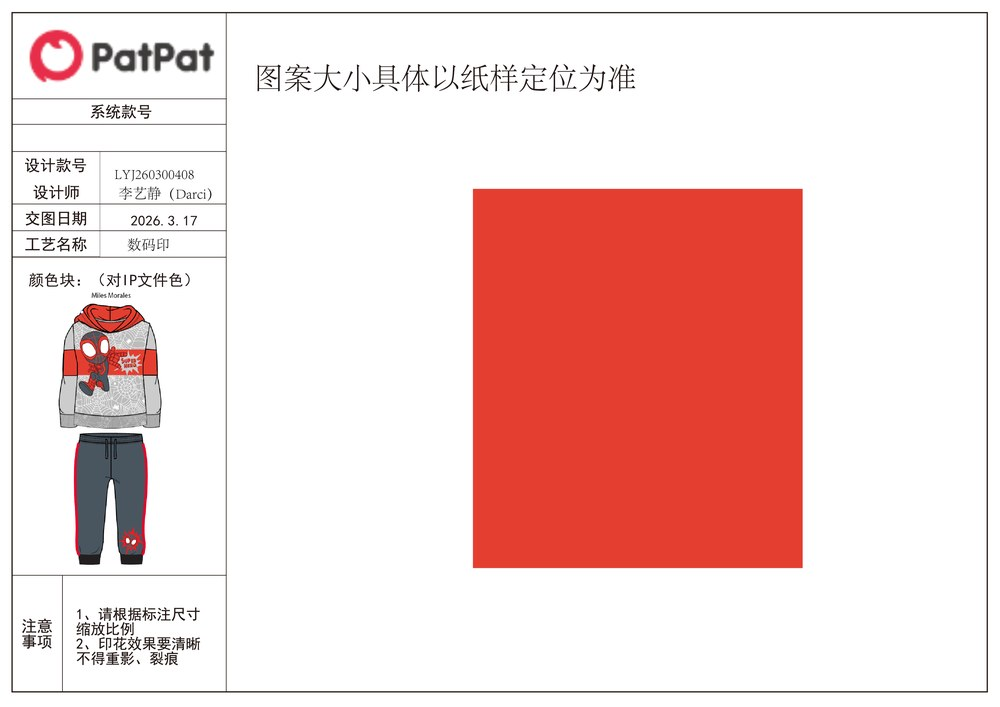 PatPat
图案大小具体以纸样定位为准
系统款号
设计款号
LYJ260300408
设计师
李艺静（Darci）
交图日期
2026.3.17
工艺名称
数码印
颜色块：（对IP文件色）
Miles Morales
注意
事项
1、请根据标注尺寸
缩放比例
2、印花效果要清晰
不得重影、裂痕